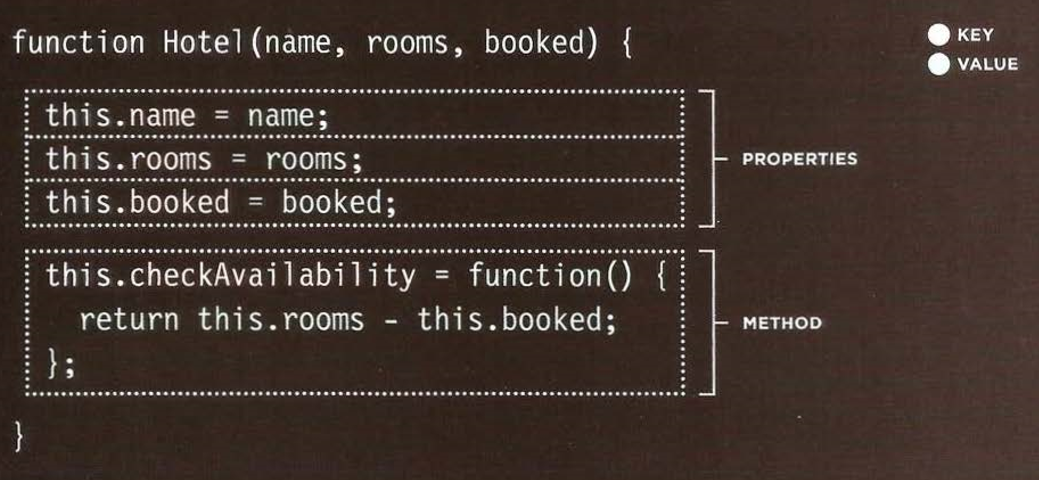 function Hotel(name, rooms, booked) {
KEY
VALUE
this.name = name;
this.rooms = rooms;
this.booked = booked;
PROPERTIES
this.checkAvailability = function() {
return this.rooms - this.booked;
};
METHOD
}